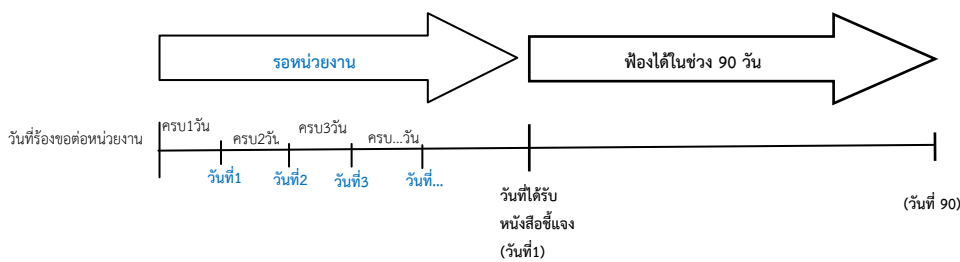 รอหน่วยงาน
ฟ้องได้ในช่วง 90 วัน
วันที่ร้องขอต่อหน่วยงาน
ครบ1วัน
ครบ2วัน
ครบ3วัน
ครบ...วัน
วันที่1
วันที่2
วันที่3
วันที่...
วันที่ได้รับ
หนังสือชี้แจง
(วันที่1)
(วันที่ 90)